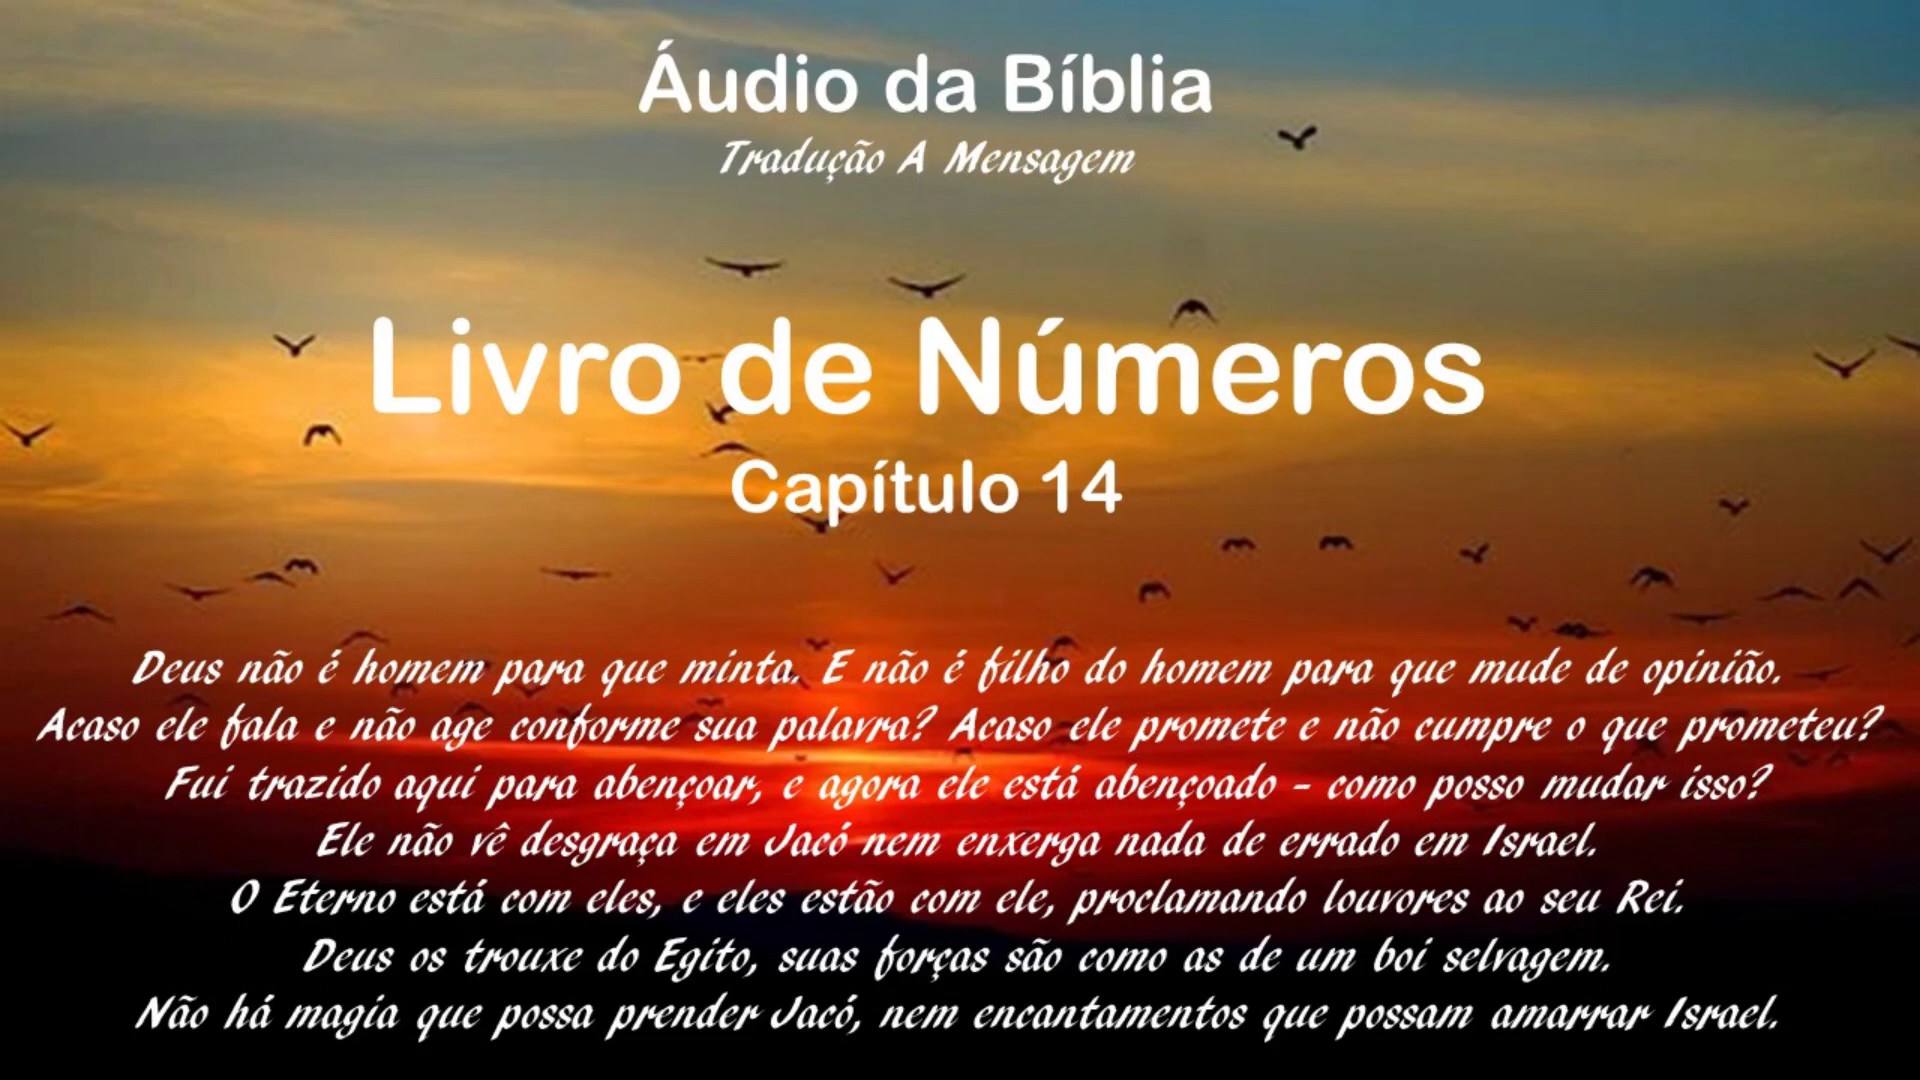 Áudio da Bíblia
Tradução A Mensagem
Livro de Números
Capítulo 14
Deus não é homem para que minta. E não é filho do homem para que mude de opinião.
Acaso ele fala e não age conforme sua palavra? Acaso ele promete e não cumpre o que prometeu?
Fui trazido aqui para abençoar, e agora ele está abençoado - como posso mudar isso?
Ele não vê desgraça em Jacó nem enxerga nada de errado em Israel.
O Eterno está com eles, e eles estão com ele, proclamando louvores ao seu Rei.
Deus os trouxe do Egito, suas forças são como as de um boi selvagem.
Não há magia que possa prender Jacó, nem encantamentos que possam amarrar Israel.